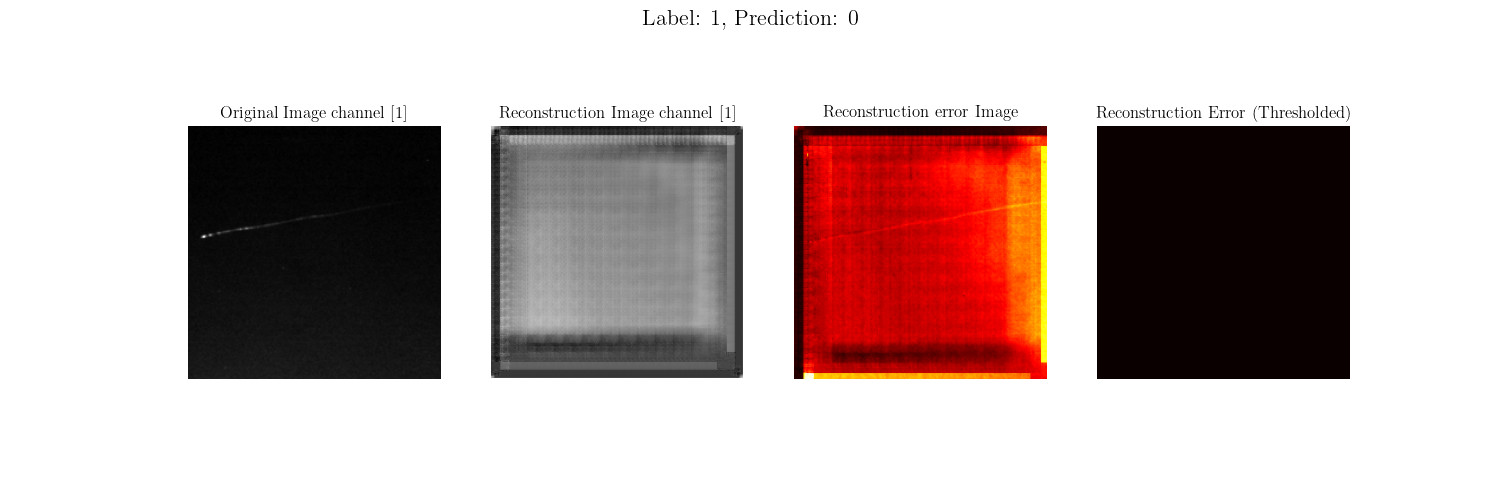 Label: 1, Prediction: 0
Original Image channel [1]
Reconstruction Image channel [1]
Reconstruction error Image
Reconstruction Error (Thresholded)